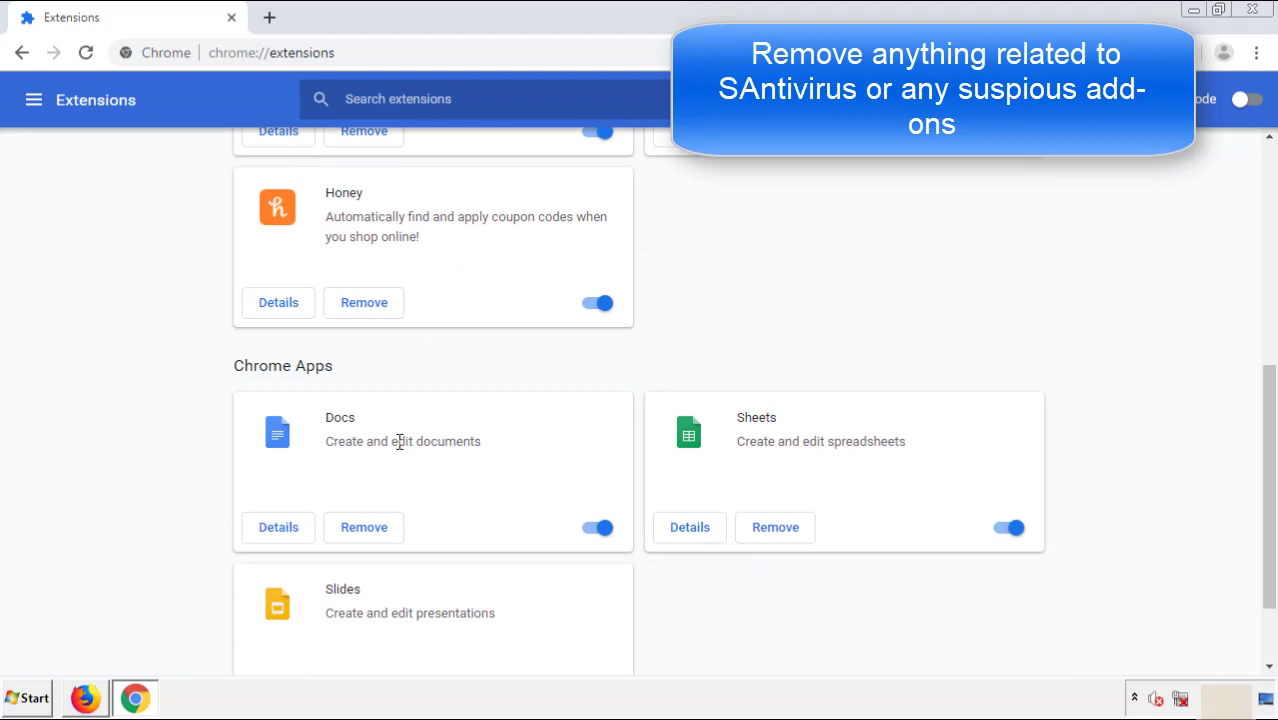 Extensions
Chrome
chrome://extensions
Remove anything related to
SAntivirus or any suspious add-
ons
Extensions
Search extensions
ode
Details
Remove
Honey
Automatically find and apply coupon codes when
you shop online!
Details
Remove
Chrome Apps
Docs
Create and edit documents
Details
Remove
Sheets
Create and edit spreadsheets
Details
Remove
Slides
Create and edit presentations
Start